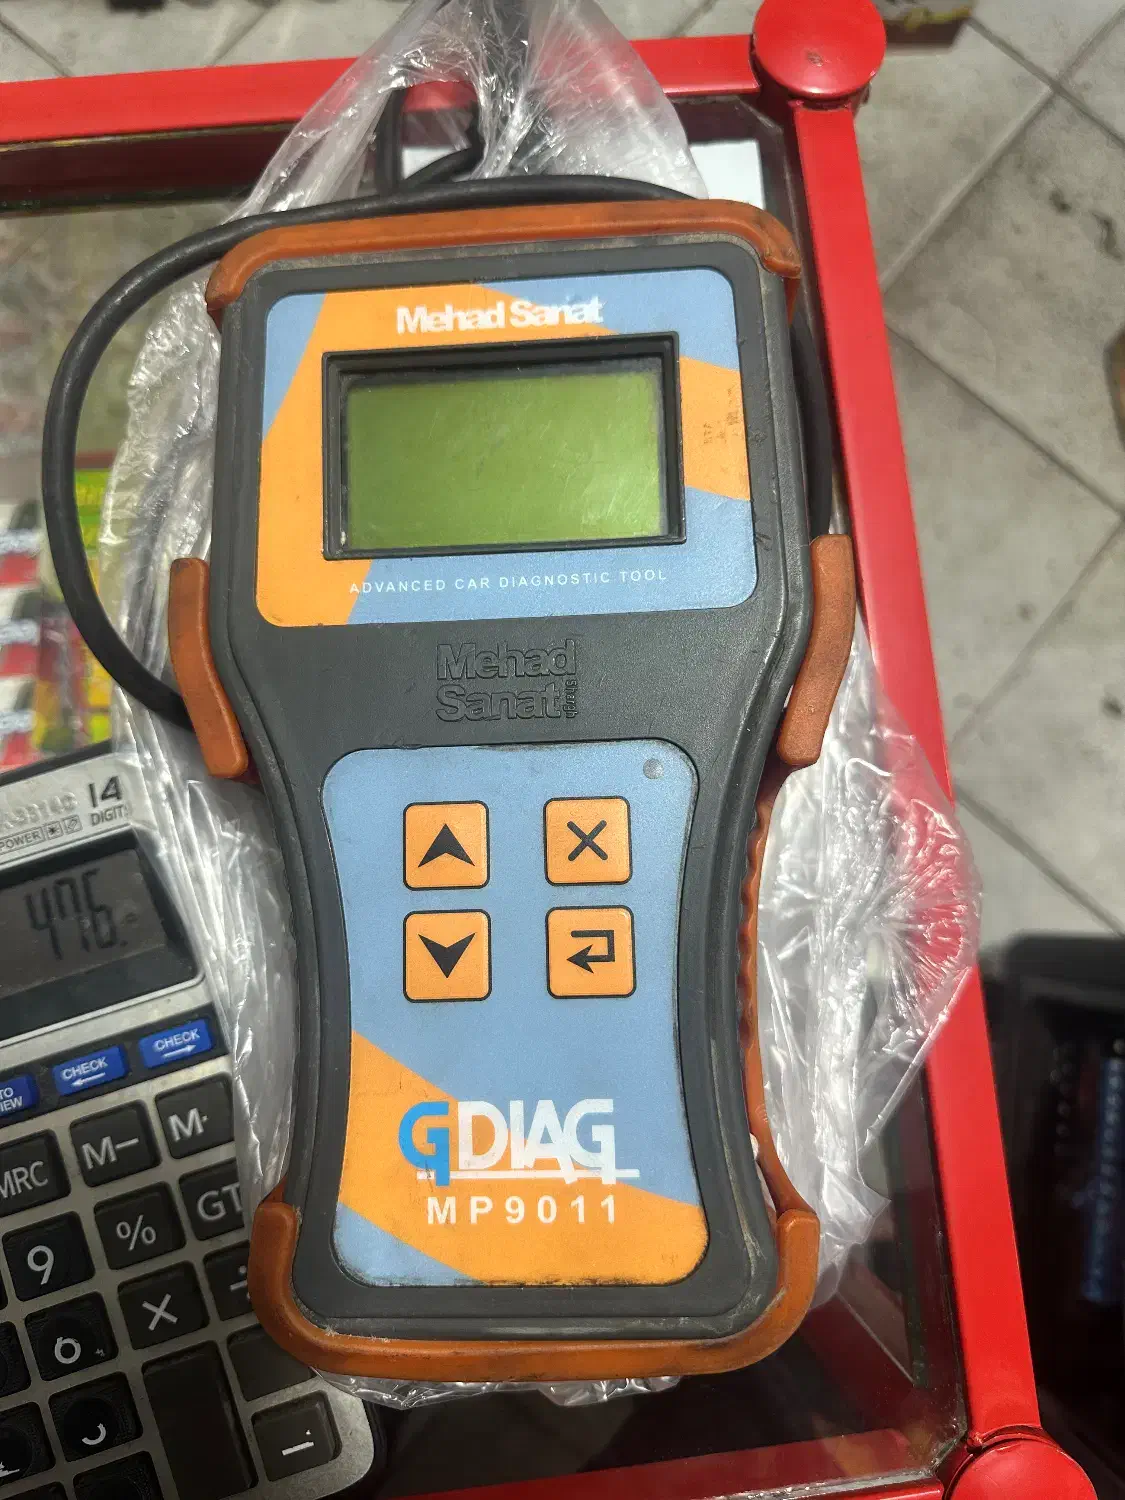 Mehad Sanat
ADVANCED CAR DIAGNOSTIC TOOL
Mehad
Sanat
Shargh
GDIAG
MP9011
14
DIGITS
POWER
476.
CHECK
CHECK
MRC
M-
GT
%
9
×